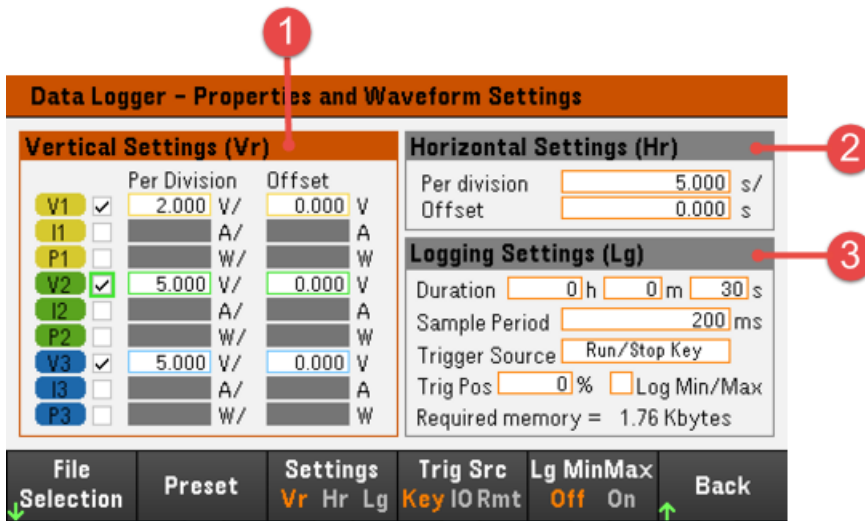 1
Data Logger – Properties and Waveform Settings
Vertical Settings (Vr)
Per Division Offset
V1 2.000 V/ 0.000 V
I1 A/ A
P1 W/ W
V2 5.000 V/ 0.000 V
I2 A/ A
P2 W/ W
V3 5.000 V/ 0.000 V
I3 A/ A
P3 W/ W
Horizontal Settings (Hr)
2
Per division 5.000 s/
Offset 0.000 s
Logging Settings (Lg)
3
Duration 0 h 0 m 30 s
Sample Period 200 ms
Trigger Source Run/Stop Key
Trig Pos 0 % Log Min/Max
Required memory = 1.76 Kbytes
File
Selection
Preset
Settings
Vr Hr Lg
Trig Src
Key IO Rmt
Lg MinMax
Off On
Back